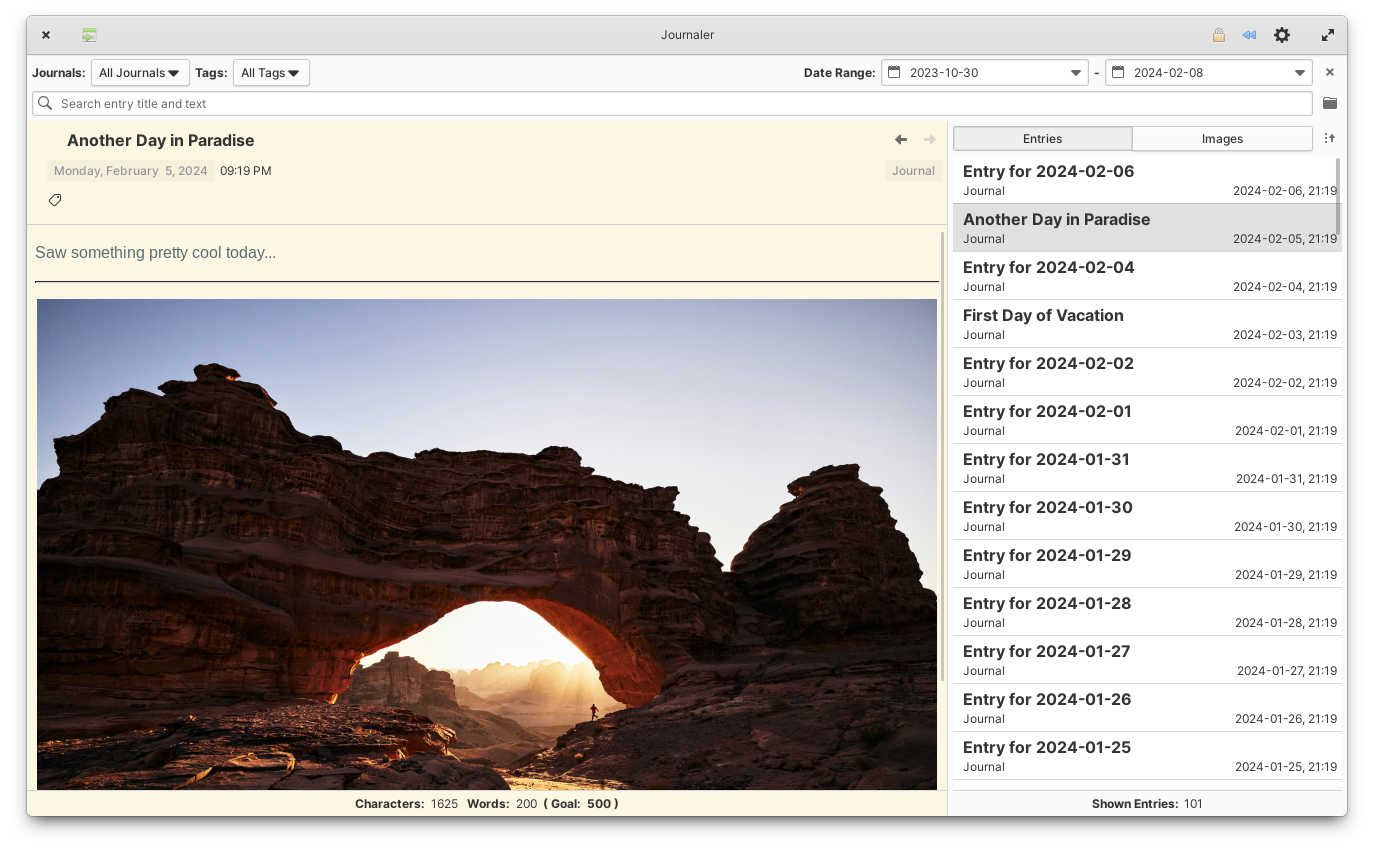 Journaler
Journals: All Journals Tags: All Tags Date Range: 2023-10-30 - 2024-02-08
Search entry title and text
Another Day in Paradise
Monday, February 5, 2024 09:19 PM Journal
Saw something pretty cool today...
Characters: 1625 Words: 200 ( Goal: 500 )
Entries Images
Entry for 2024-02-06
Journal 2024-02-06, 21:19
Another Day in Paradise
Journal 2024-02-05, 21:19
Entry for 2024-02-04
Journal 2024-02-04, 21:19
First Day of Vacation
Journal 2024-02-03, 21:19
Entry for 2024-02-02
Journal 2024-02-02, 21:19
Entry for 2024-02-01
Journal 2024-02-01, 21:19
Entry for 2024-01-31
Journal 2024-01-31, 21:19
Entry for 2024-01-30
Journal 2024-01-30, 21:19
Entry for 2024-01-29
Journal 2024-01-29, 21:19
Entry for 2024-01-28
Journal 2024-01-28, 21:19
Entry for 2024-01-27
Journal 2024-01-27, 21:19
Entry for 2024-01-26
Journal 2024-01-26, 21:19
Entry for 2024-01-25
Journal 2024-01-25, 21:19
Shown Entries: 101